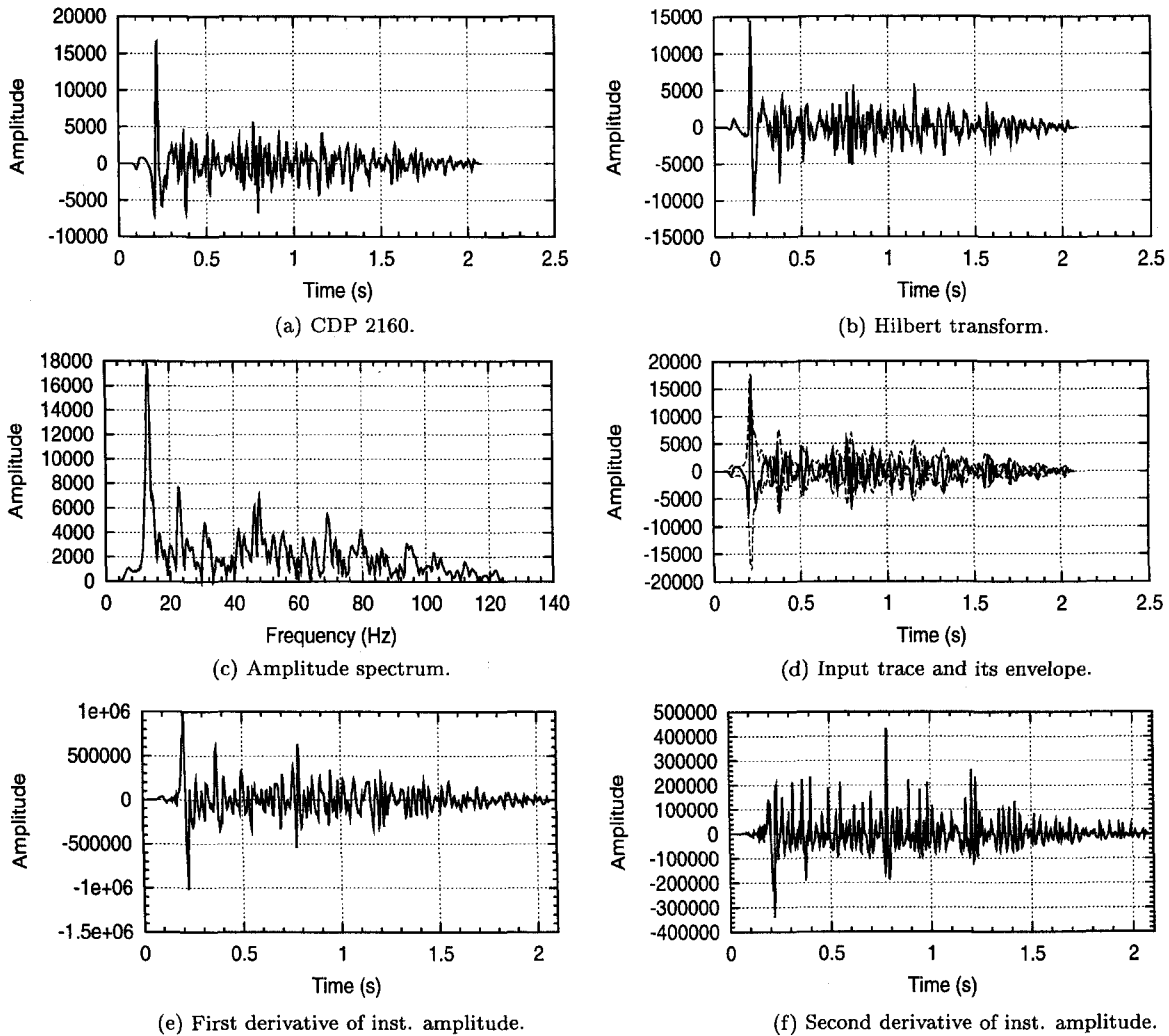 20000
15000
10000
5000
0
-5000
-10000
Amplitude
0 0.5 1 1.5 2 2.5
Time (s)
(a) CDP 2160.
15000
10000
5000
0
-5000
-10000
-15000
Amplitude
0 0.5 1 1.5 2 2.5
Time (s)
(b) Hilbert transform.
18000
16000
14000
12000
10000
8000
6000
4000
2000
0
Amplitude
0 20 40 60 80 100 120 140
Frequency (Hz)
(c) Amplitude spectrum.
20000
15000
10000
5000
0
-5000
-10000
-15000
-20000
Amplitude
0 0.5 1 1.5 2 2.5
Time (s)
(d) Input trace and its envelope.
1e+06
500000
0
-500000
-1e+06
-1.5e+06
Amplitude
0 0.5 1 1.5 2
Time (s)
(e) First derivative of inst. amplitude.
500000
400000
300000
200000
100000
0
-100000
-200000
-300000
-400000
Amplitude
0 0.5 1 1.5 2
Time (s)
(f) Second derivative of inst. amplitude.